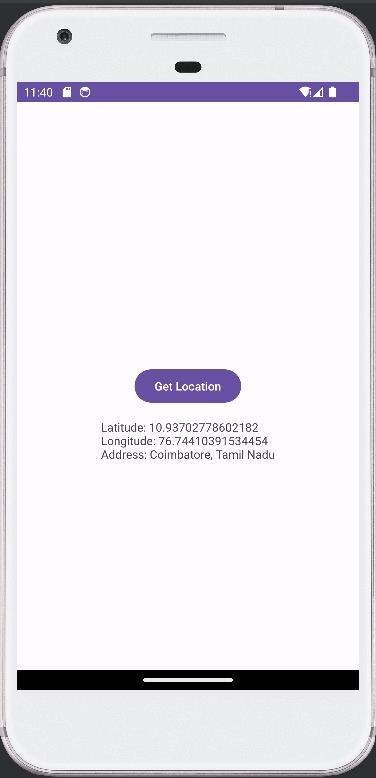 11:40
Get Location
Latitude: 10.93702778602182
Longitude: 76.74410391534454
Address: Coimbatore, Tamil Nadu